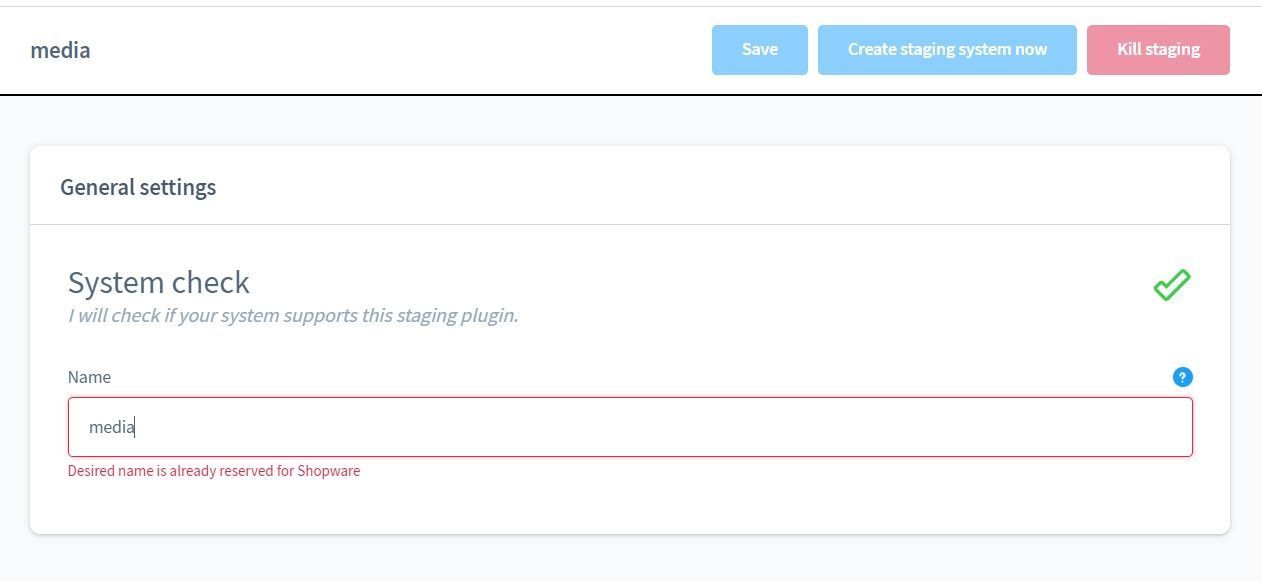 media
Save
Create staging system now
Kill staging
General settings
System check
I will check if your system supports this staging plugin.
Name
?
media
Desired name is already reserved for Shopware